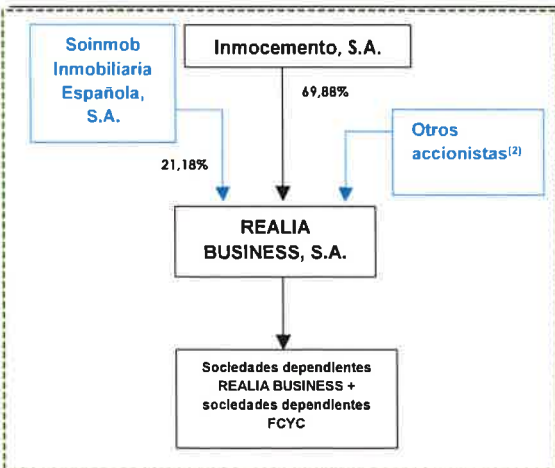 Soinmob
Inmobiliaria
Española,
S.A.
Inmocemento, S.A.
69,88%
21,18%
Otros
accionistas(2)
REALIA
BUSINESS, S.A.
Sociedades dependientes
REALIA BUSINESS +
sociedades dependientes
FCYC